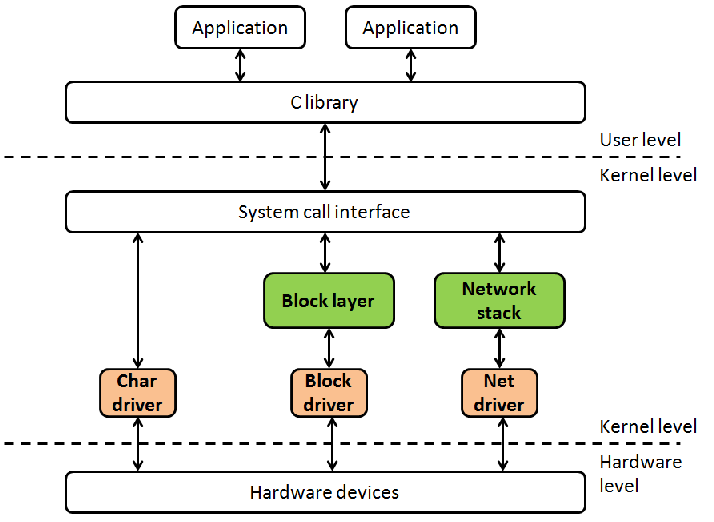 Application
Application
C library
User level
Kernel level
System call interface
Block layer
Network
stack
Char
driver
Block
driver
Net
driver
Kernel level
Hardware
level
Hardware devices